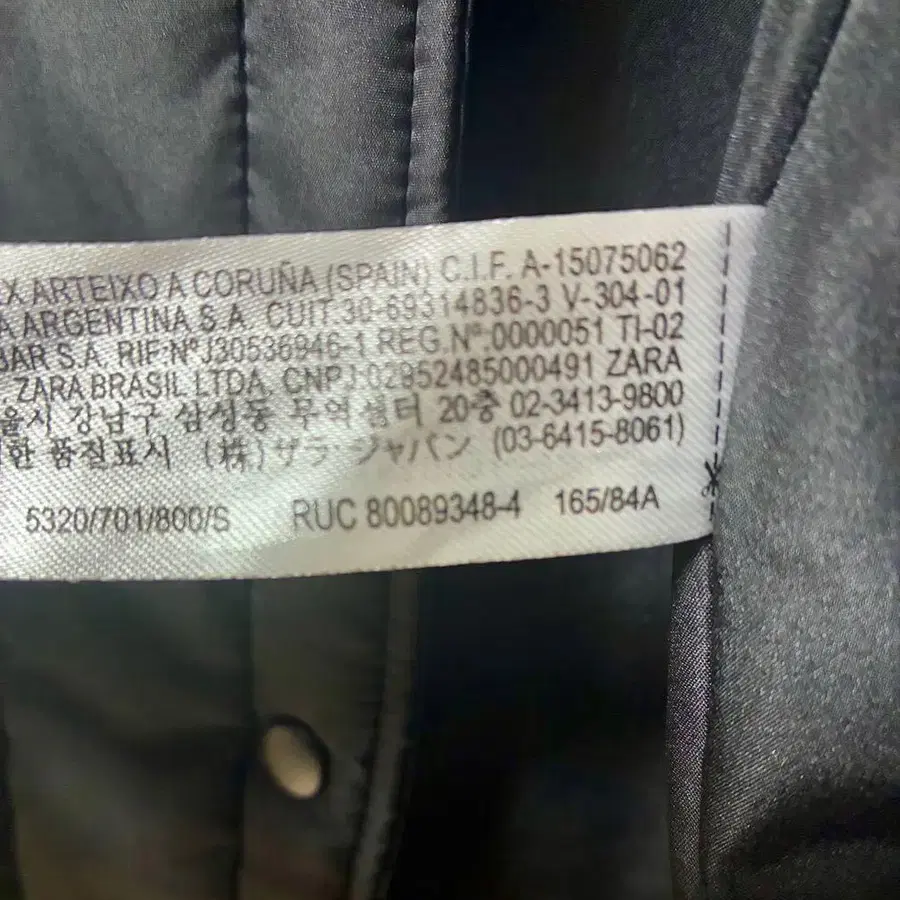 X ARTEIXO A CORUÑA (SPAIN) C.I.F. A-15075062
A ARGENTINA S.A. CUIT:30-69314836-3 V-304-01
BAR S.A. RIF:Nº J30536946-1 REG.Nº:0000051 TI-02
ZARA BRASIL LTDA. CNPJ:02952485000491 ZARA
울시 강남구 삼성동 무역센터 20층 02-3413-9800
한 품질표시 (株)ザラ・ジャパン (03-6415-8061)
5320/701/800/S RUC 80089348-4 165/84A